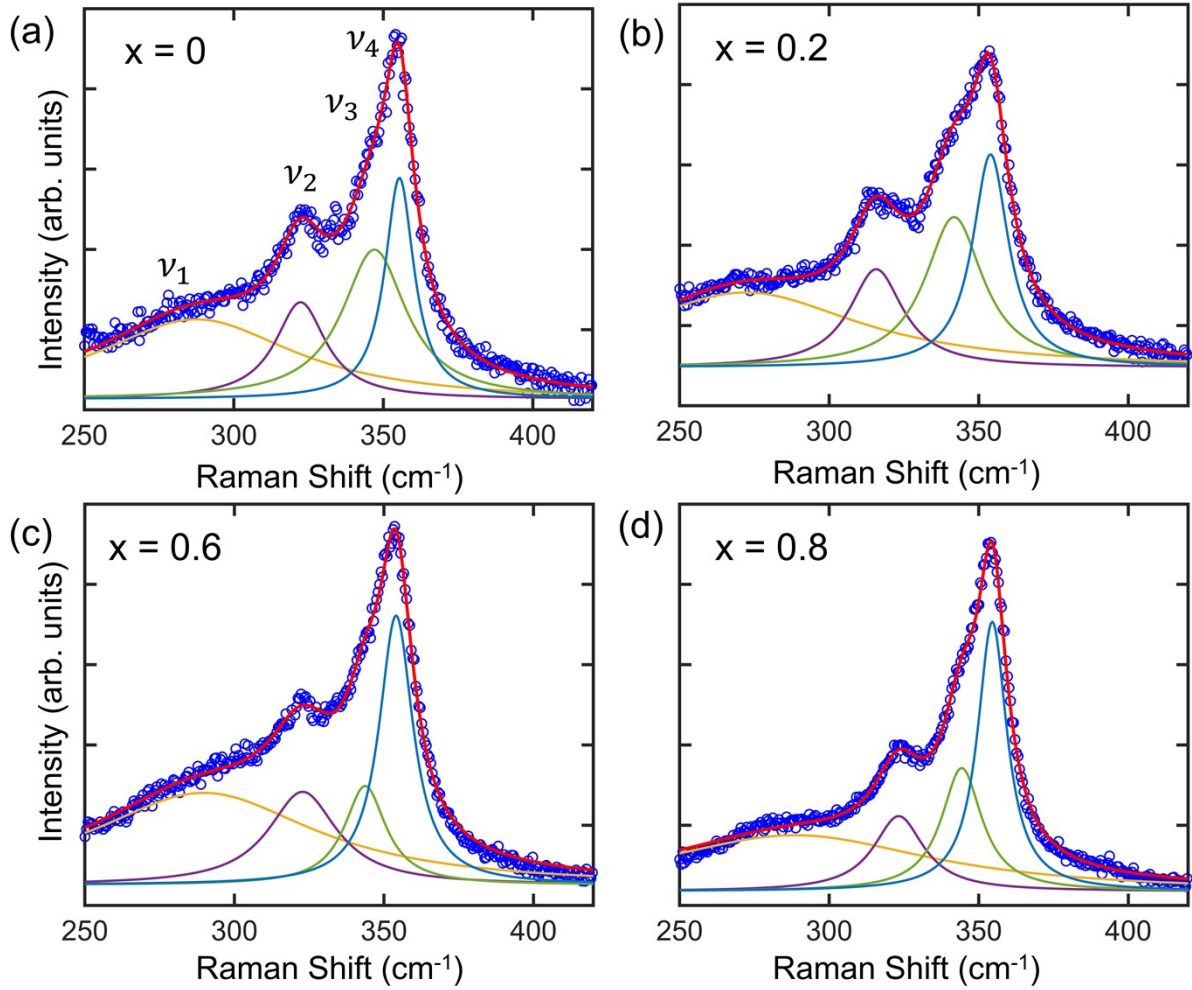 (a)
x = 0
ν1
ν2
ν3
ν4
Intensity (arb. units)
250
300
350
400
Raman Shift (cm-1)
(b)
x = 0.2
250
300
350
400
Raman Shift (cm-1)
(c)
x = 0.6
Intensity (arb. units)
250
300
350
400
Raman Shift (cm-1)
(d)
x = 0.8
250
300
350
400
Raman Shift (cm-1)